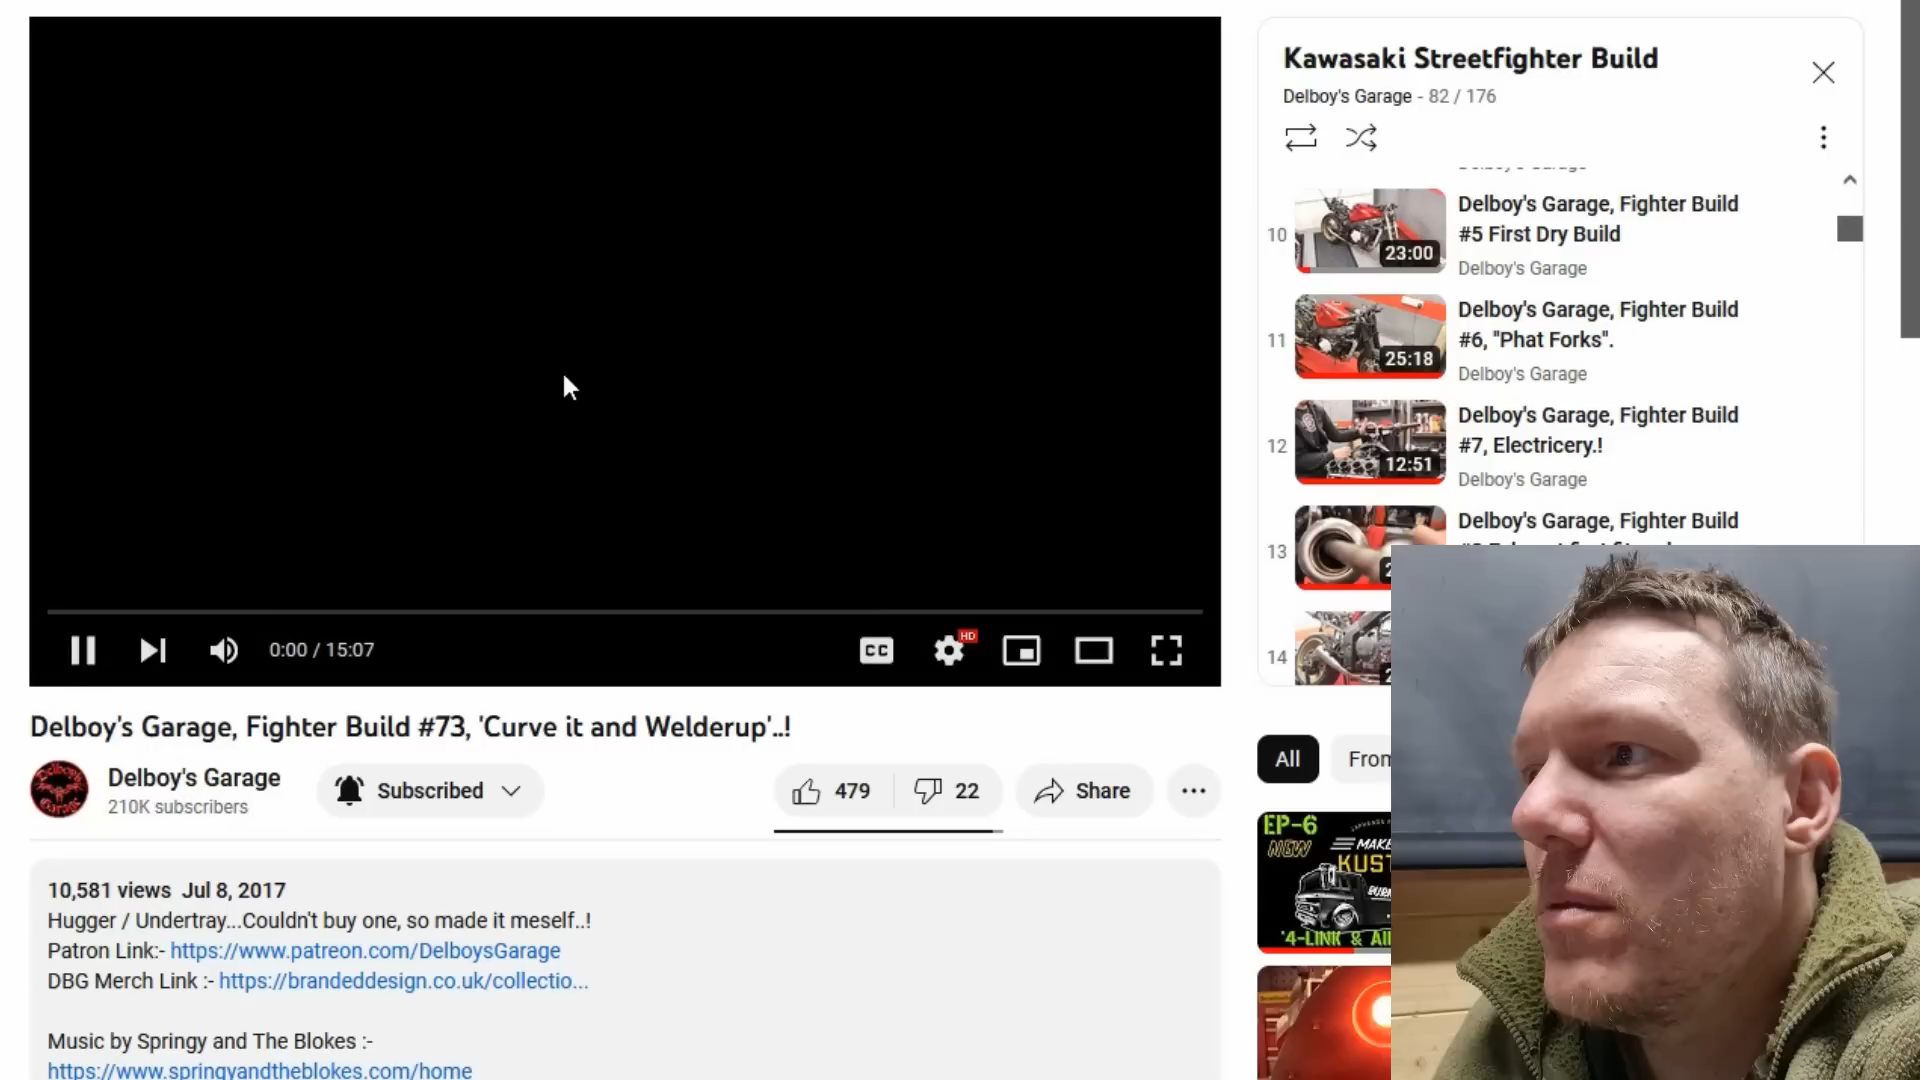 Kawasaki Streetfighter Build
Delboy's Garage - 82 / 176
10
23:00
Delboy's Garage, Fighter Build
#5 First Dry Build
Delboy's Garage
11
25:18
Delboy's Garage, Fighter Build
#6, "Phat Forks".
Delboy's Garage
12
12:51
Delboy's Garage, Fighter Build
#7, Electricery.!
Delboy's Garage
13
Delboy's Garage, Fighter Build
14
0:00 / 15:07
CC
HD
Delboy's Garage, Fighter Build #73, 'Curve it and Welderup'..!
Delboy's Garage
210K subscribers
Subscribed
479
22
Share
All
From
10,581 views Jul 8, 2017
Hugger / Undertray...Couldn't buy one, so made it meself..!
Patron Link:- https://www.patreon.com/DelboysGarage
DBG Merch Link :- https://brandeddesign.co.uk/collectio...
Music by Springy and The Blokes :-
https://www.springyandtheblokes.com/home
EP-6
NEW
MAKE
KUST
'4-LINK & AI